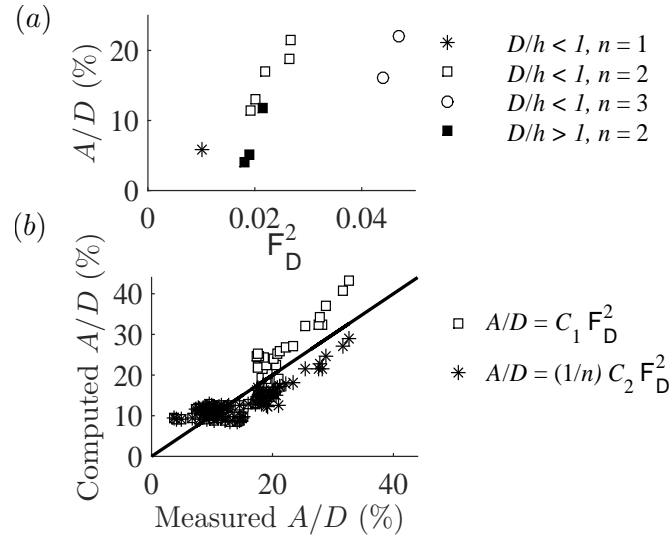 (a)
A/D (%)
20
10
0
0
0.02
0.04
F_D^2
D/h < 1, n = 1
D/h < 1, n = 2
D/h < 1, n = 3
D/h > 1, n = 2
(b)
Computed A/D (%)
40
30
20
10
0
0
20
40
Measured A/D (%)
A/D = C_1 F_D^2
A/D = (1/n) C_2 F_D^2